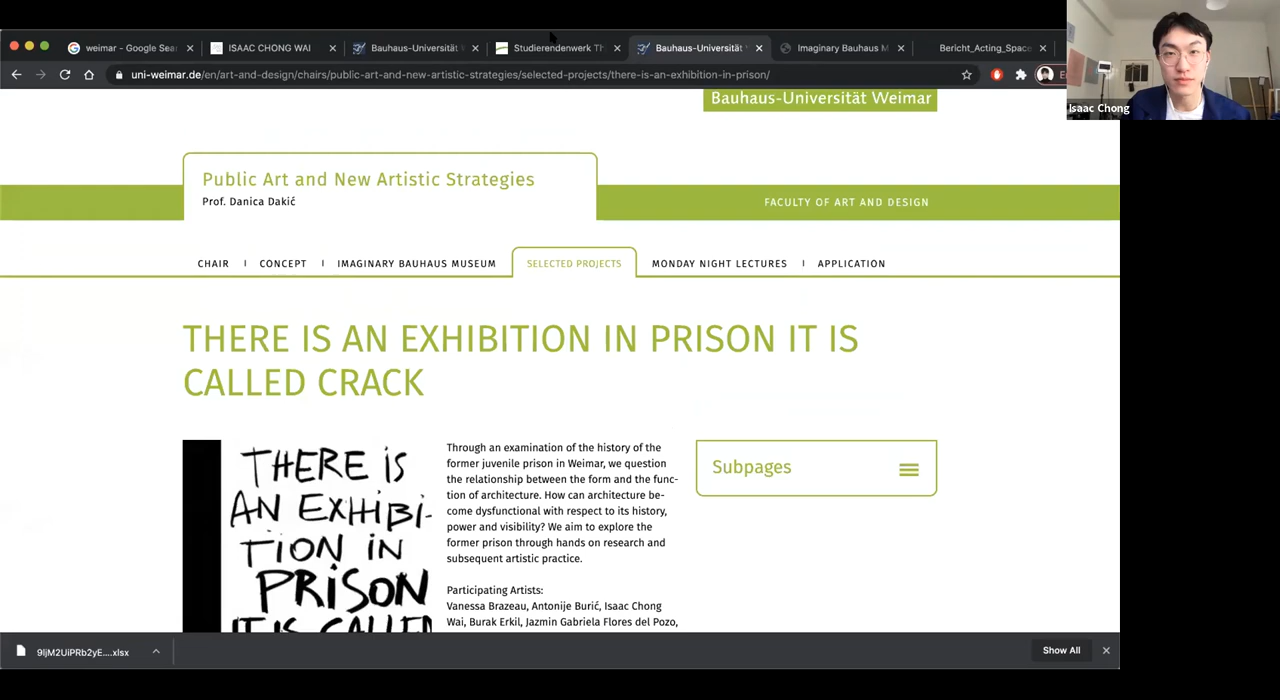 weimar - Google Sea
ISAAC CHONG WAI
Bauhaus-Universität
Studierendenwerk Th
Bauhaus-Universität
Imaginary Bauhaus M
Bericht_Acting_Space
uni-weimar.de/en/art-and-design/chairs/public-art-and-new-artistic-strategies/selected-projects/there-is-an-exhibition-in-prison/
Isaac Chong
Bauhaus-Universität Weimar
Public Art and New Artistic Strategies
Prof. Danica Dakić
FACULTY OF ART AND DESIGN
CHAIR
CONCEPT
IMAGINARY BAUHAUS MUSEUM
SELECTED PROJECTS
MONDAY NIGHT LECTURES
APPLICATION
THERE IS AN EXHIBITION IN PRISON IT IS
CALLED CRACK
THERE IS
AN EXHIBI-
TION IN
PRISON
IT IS CALLED
Through an examination of the history of the
former juvenile prison in Weimar, we question
the relationship between the form and the func-
tion of architecture. How can architecture be-
come dysfunctional with respect to its history,
power and visibility? We aim to explore the
former prison through hands on research and
subsequent artistic practice.
Participating Artists:
Vanessa Brazeau, Antonije Burić, Isaac Chong
Wai, Burak Erkil, Jazmin Gabriela Flores del Pozo,
Subpages
9ljM2UiPRb2yE....xlsx
Show All